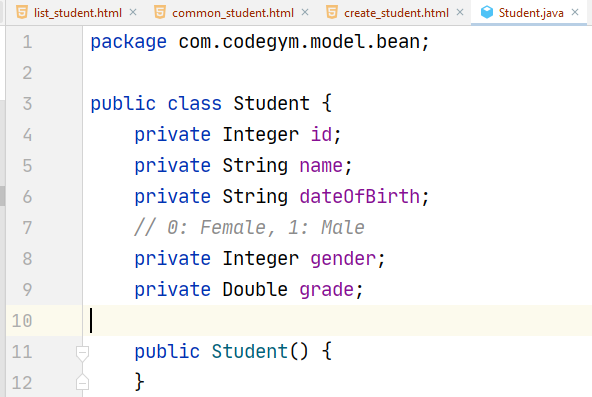 list_student.html × common_student.html × create_student.html × Student.java ×
1 package com.codegym.model.bean;
2
3 public class Student {
4 private Integer id;
5 private String name;
6 private String dateOfBirth;
7 // 0: Female, 1: Male
8 private Integer gender;
9 private Double grade;
10
11 public Student() {
12 }